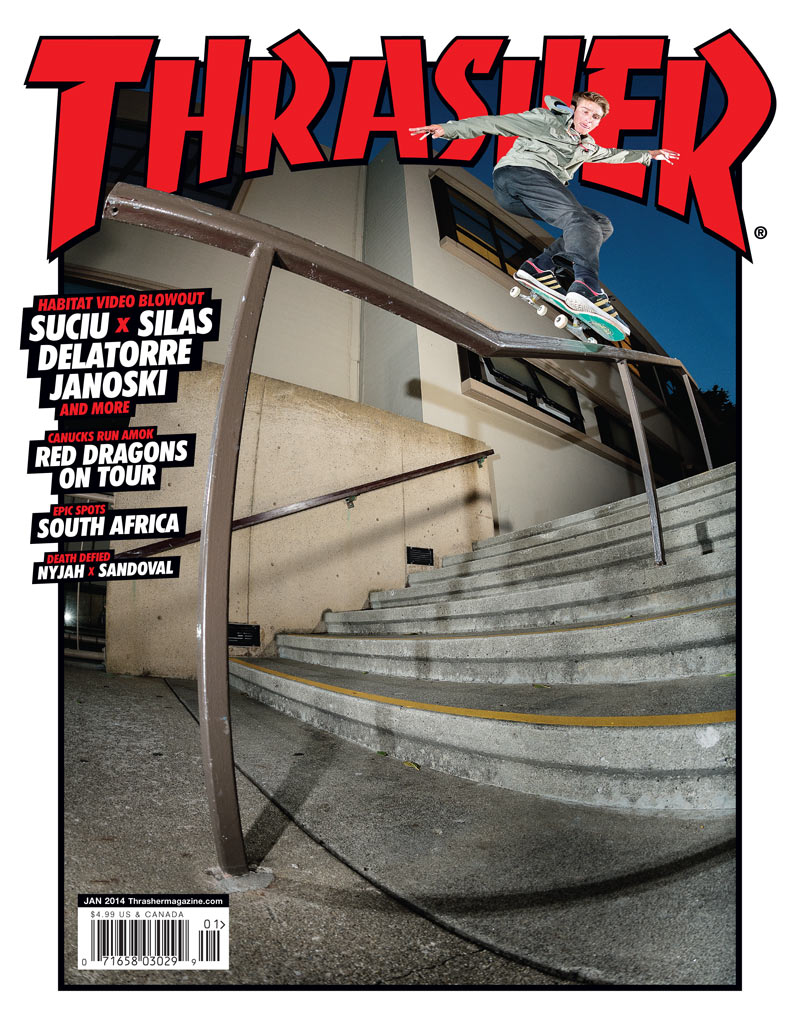 THRASHER
®
HABITAT VIDEO BLOWOUT
SUCIU x SILAS
DELATORRE
JANOSKI
AND MORE
CANUCKS RUN AMOK
RED DRAGONS
ON TOUR
EPIC SPOTS
SOUTH AFRICA
DEATH DEFIED
NYJAH x SANDOVAL
JAN 2014 Thrashermagazine.com
$4.99 US & CANADA
01>
0 71658 03029 9